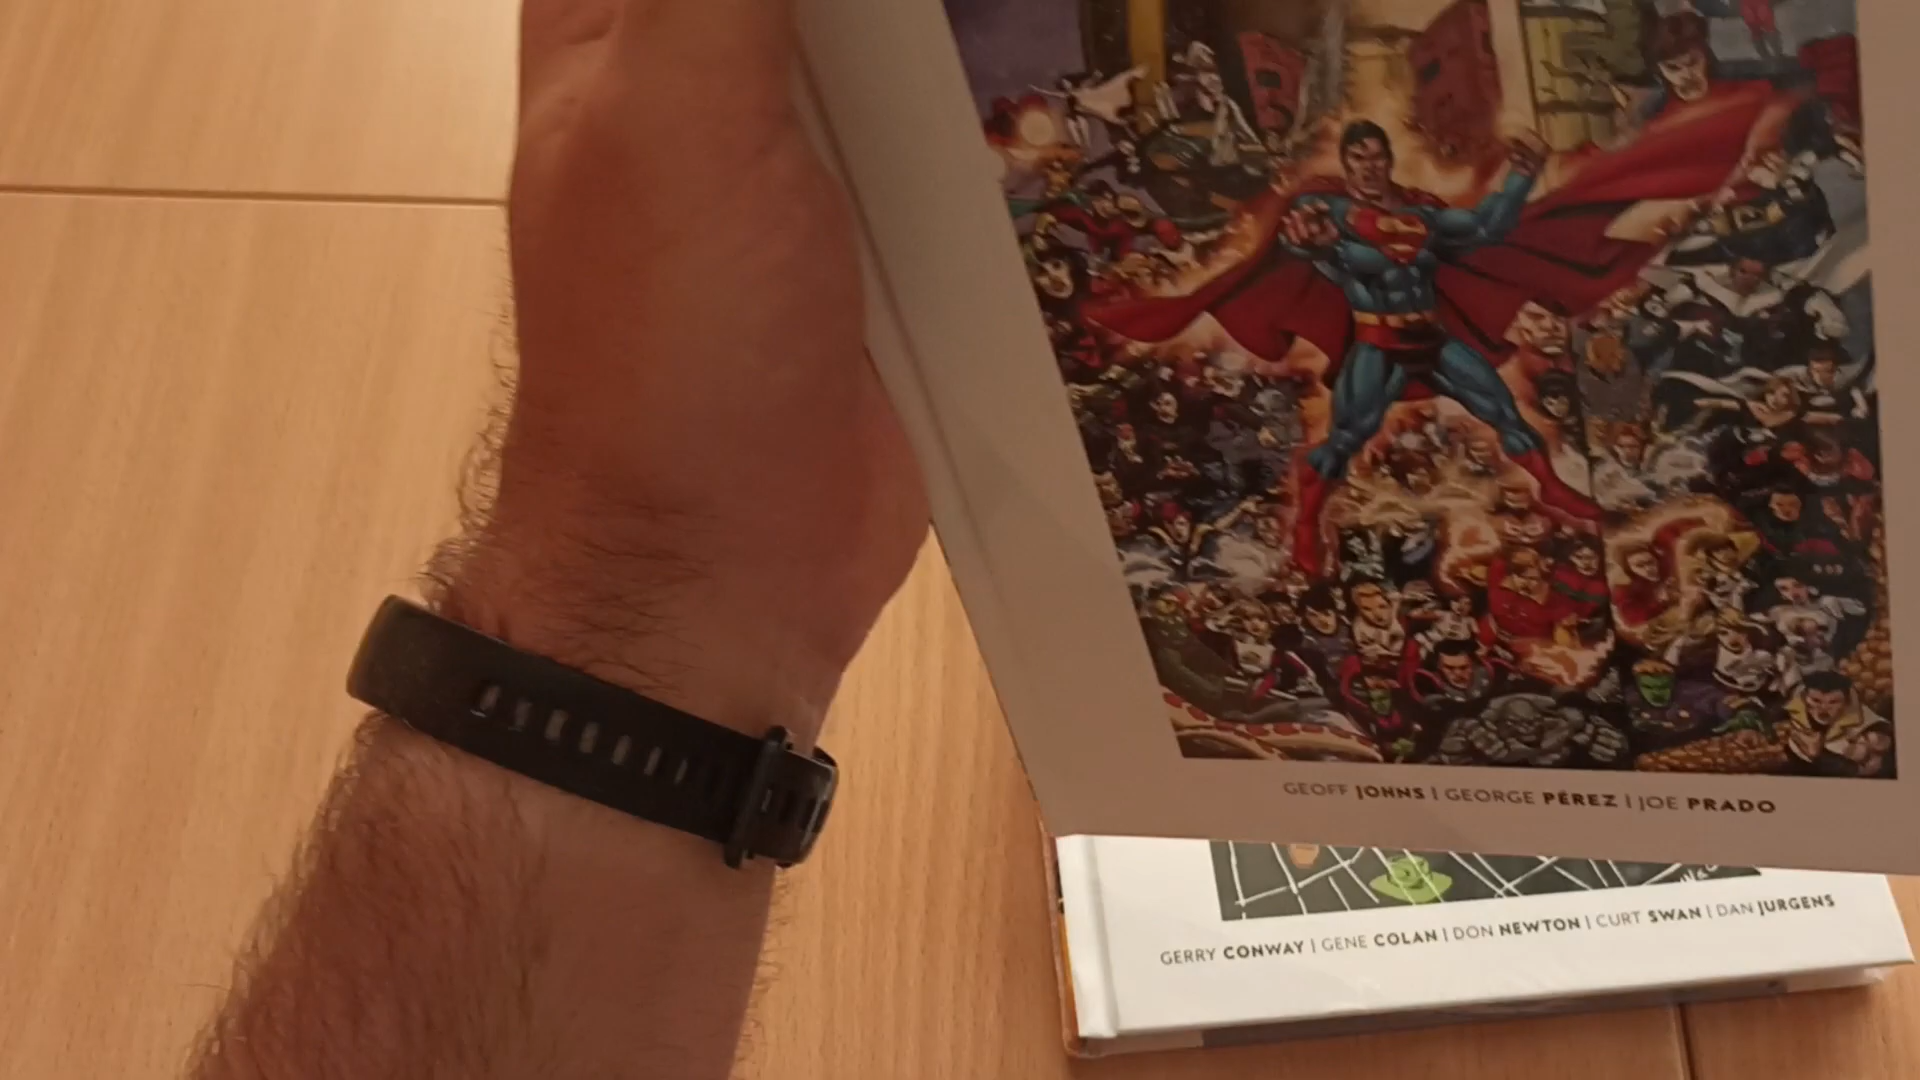 GEOFF JOHNS | GEORGE PÉREZ | JOE PRADO
GERRY CONWAY | GENE COLAN | DON NEWTON | CURT SWAN | DAN JURGENS